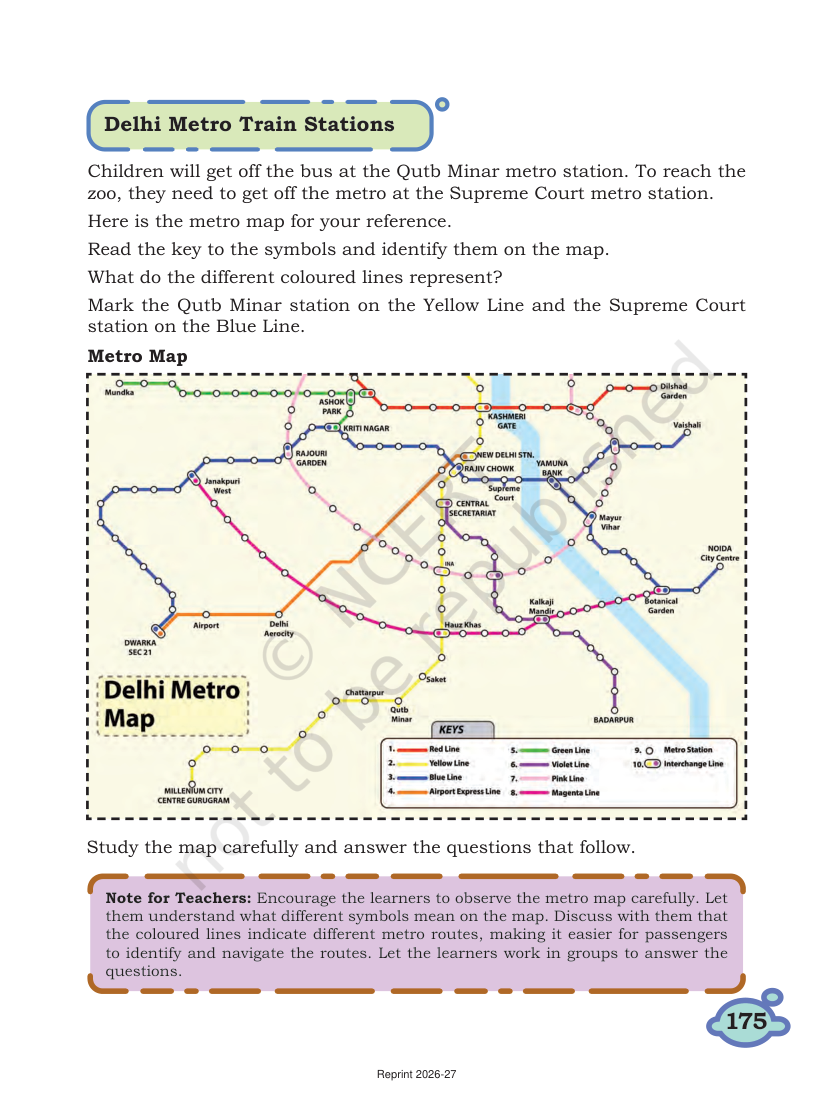 Delhi Metro Train Stations
Children will get off the bus at the Qutb Minar metro station. To reach the
zoo, they need to get off the metro at the Supreme Court metro station.
Here is the metro map for your reference.
Read the key to the symbols and identify them on the map.
What do the different coloured lines represent?
Mark the Qutb Minar station on the Yellow Line and the Supreme Court
station on the Blue Line.
Metro Map
Mundka
ASHOK
PARK
KRITI NAGAR
KASHMERI
GATE
Dilshad
Garden
Vaishali
RAJOURI
GARDEN
NEW DELHI STN.
RAJIV CHOWK
YAMUNA
BANK
Supreme
Court
Janakpuri
West
CENTRAL
SECRETARIAT
Mayur
Vihar
NOIDA
City Centre
INA
Airport
Delhi
Aerocity
Kalkaji
Mandir
Botanical
Garden
Hauz Khas
DWARKA
SEC 21
Saket
Chattarpur
Qutb
Minar
BADARPUR
Delhi Metro
Map
MILLENIUM CITY
CENTRE GURUGRAM
KEYS
1. Red Line
2. Yellow Line
3. Blue Line
4. Airport Express Line
5. Green Line
6. Violet Line
7. Pink Line
8. Magenta Line
9. Metro Station
10. Interchange Line
© NCERT
not to be republished
Study the map carefully and answer the questions that follow.
Note for Teachers: Encourage the learners to observe the metro map carefully. Let
them understand what different symbols mean on the map. Discuss with them that
the coloured lines indicate different metro routes, making it easier for passengers
to identify and navigate the routes. Let the learners work in groups to answer the
questions.
175
Reprint 2026-27